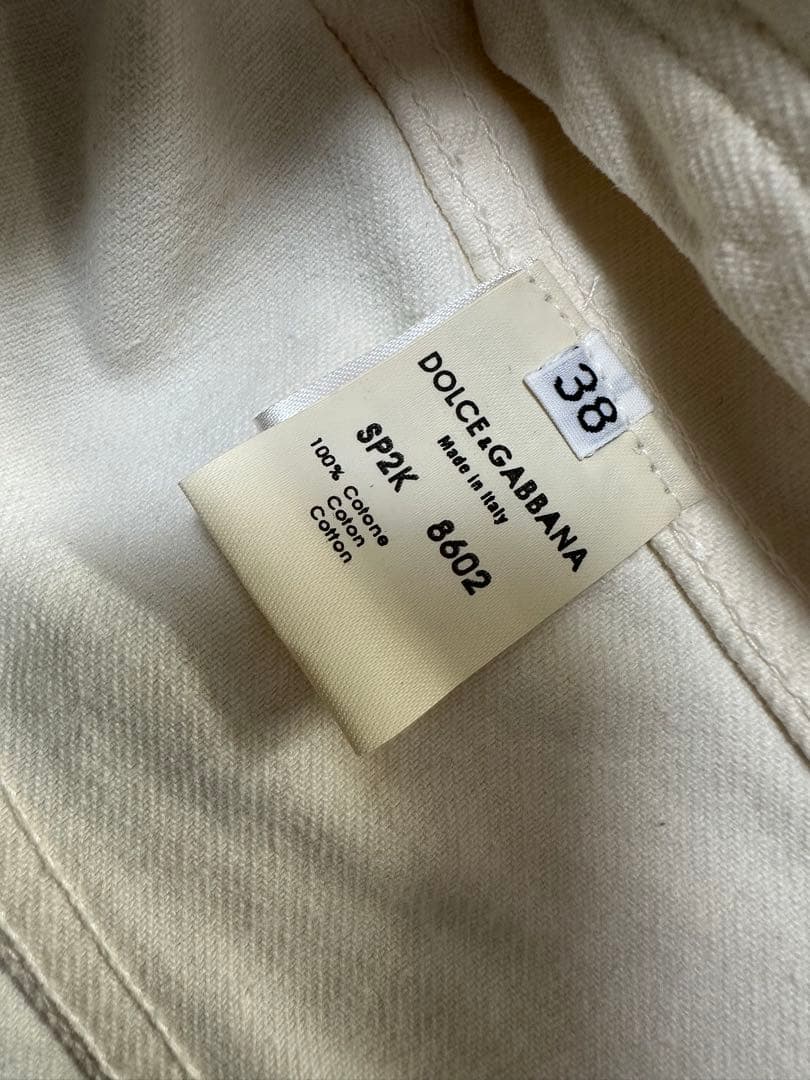 38
DOLCE&GABBANA
Made in Italy
SP2K 8602
100% Cotone
Coton
Cotton